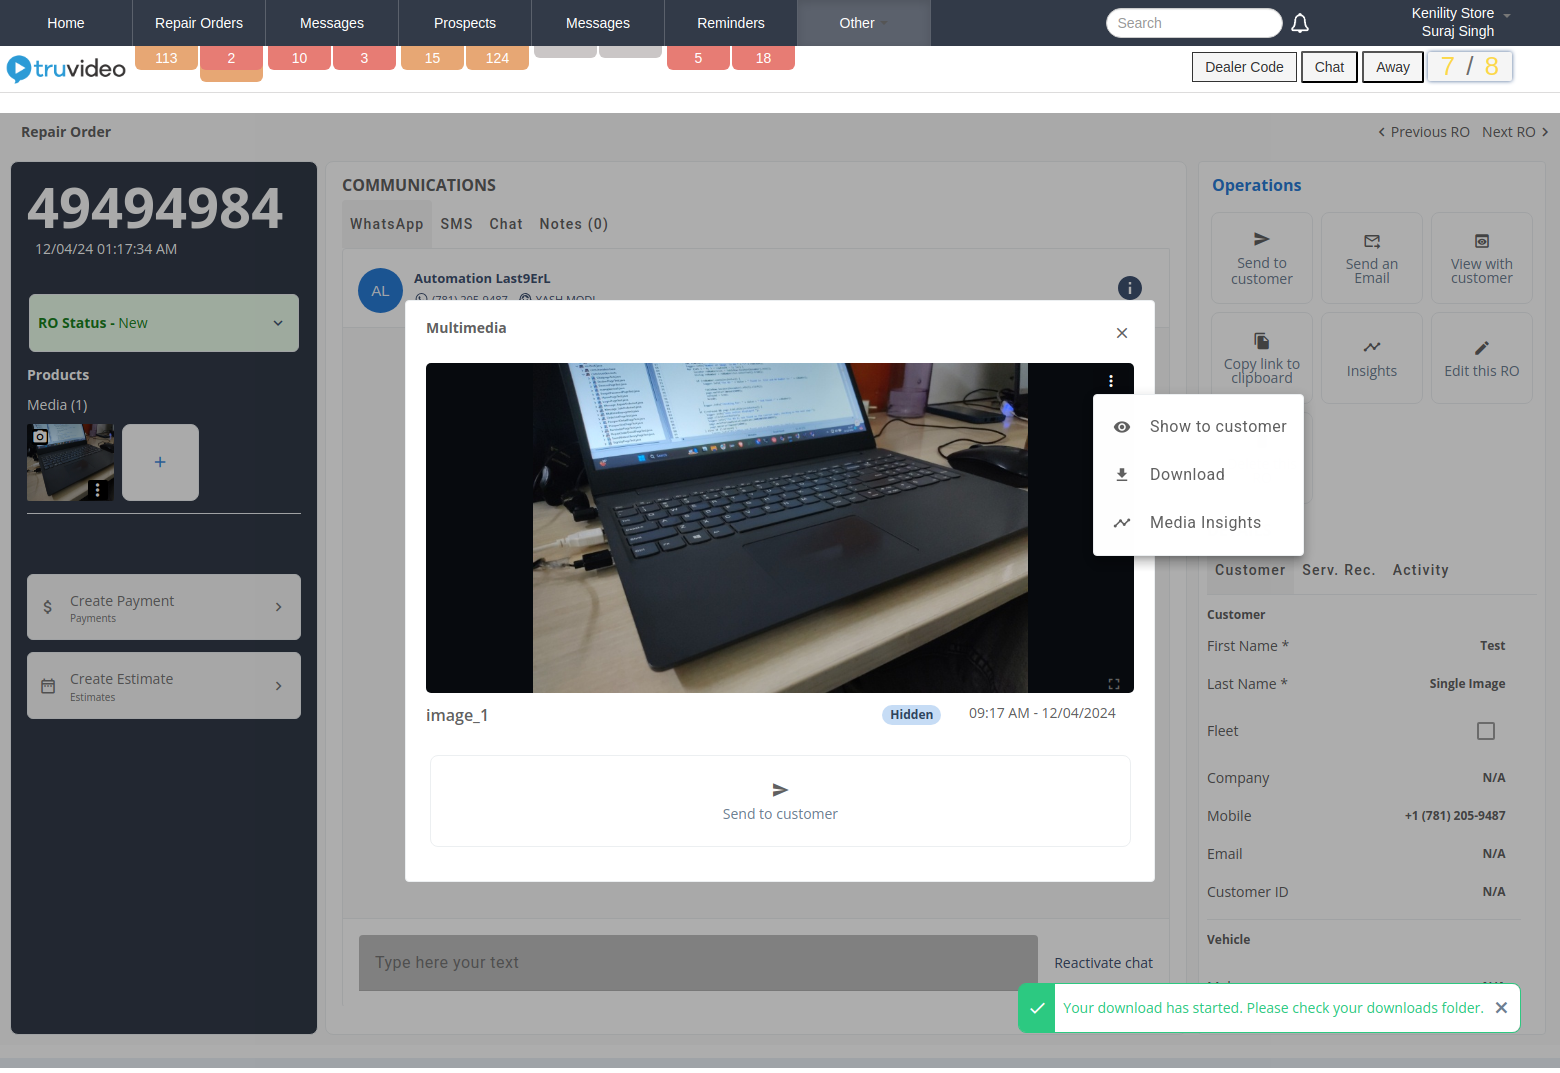 Home
Repair Orders
Messages
Prospects
Messages
Reminders
Other
Search
Kenility Store
Suraj Singh
truvideo
113
2
10
3
15
124
5
18
Dealer Code
Chat
Away
7 / 8
Repair Order
Previous RO
Next RO
49494984
12/04/24 01:17:34 AM
RO Status - New
Products
Media (1)
+
Create Payment
Payments
Create Estimate
Estimates
COMMUNICATIONS
WhatsApp
SMS
Chat
Notes (0)
AL
Automation Last9ErL
(781) 205-9487
YASH MODI
Multimedia
image_1
Hidden
09:17 AM - 12/04/2024
Send to customer
Show to customer
Download
Media Insights
Type here your text
Reactivate chat
Operations
Send to
customer
Send an
Email
View with
customer
Copy link to
clipboard
Insights
Edit this RO
Customer
Serv. Rec.
Activity
Customer
First Name *
Test
Last Name *
Single Image
Fleet
Company
N/A
Mobile
+1 (781) 205-9487
Email
N/A
Customer ID
N/A
Vehicle
Your download has started. Please check your downloads folder.